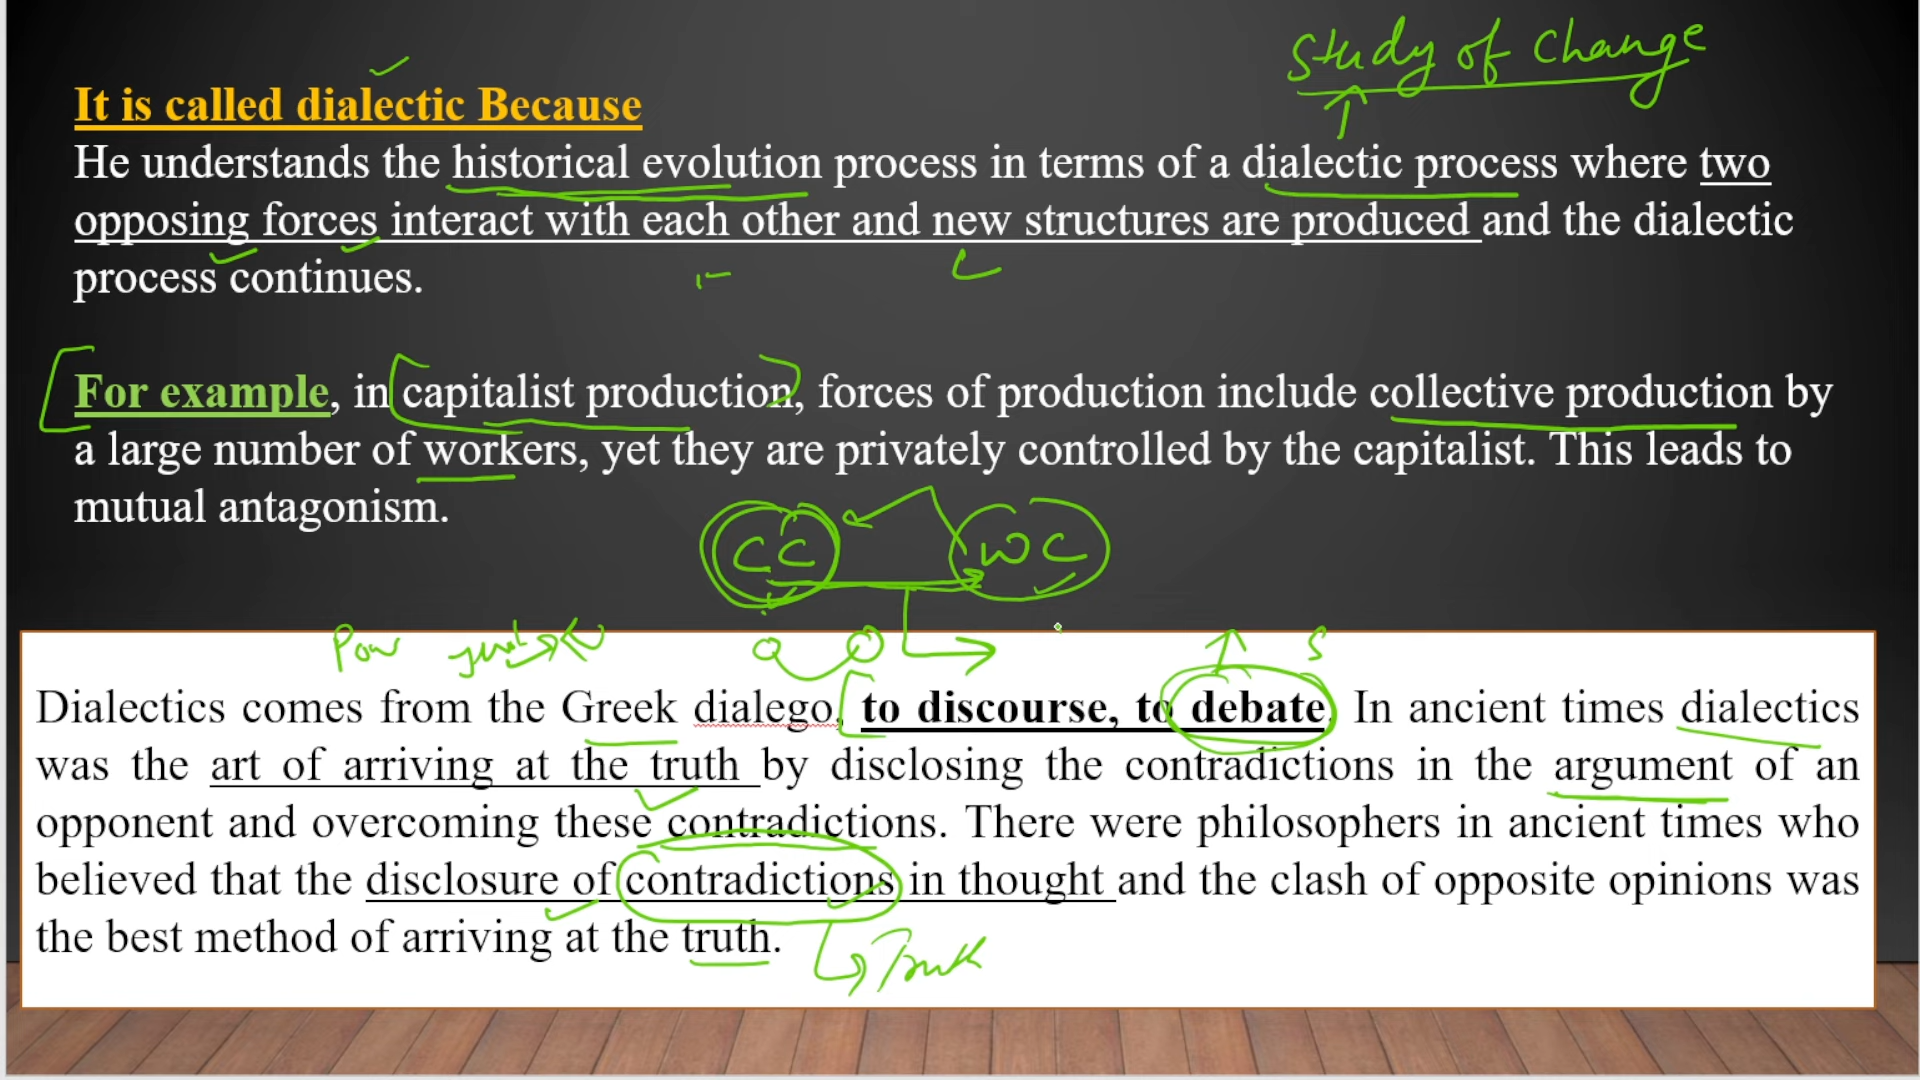 Study of Change
It is called dialectic Because
He understands the historical evolution process in terms of a dialectic process where two
opposing forces interact with each other and new structures are produced and the dialectic
process continues.
For example, in capitalist production, forces of production include collective production by
a large number of workers, yet they are privately controlled by the capitalist. This leads to
mutual antagonism.
CC WC
S
Dialectics comes from the Greek dialego, to discourse, to debate. In ancient times dialectics
was the art of arriving at the truth by disclosing the contradictions in the argument of an
opponent and overcoming these contradictions. There were philosophers in ancient times who
believed that the disclosure of contradictions in thought and the clash of opposite opinions was
the best method of arriving at the truth.
Truth